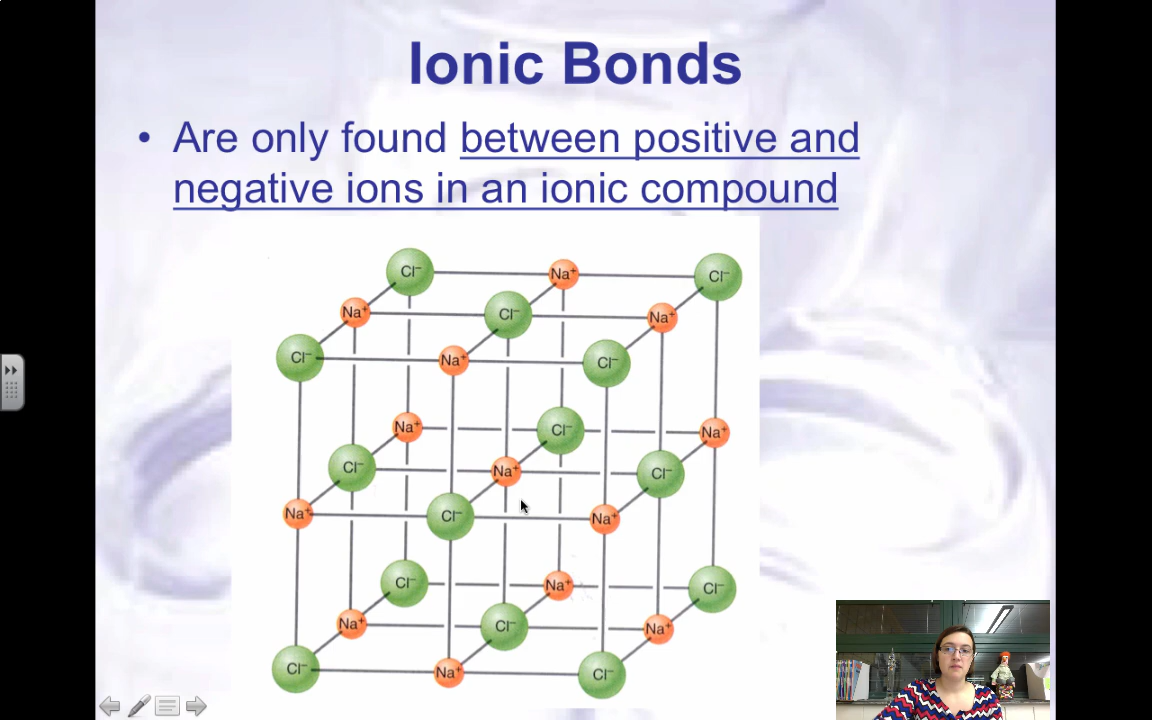 Ionic Bonds
• Are only found between positive and
negative ions in an ionic compound
Cl⁻ Na⁺ Cl⁻
Na⁺ Cl⁻ Na⁺
Cl⁻ Na⁺ Cl⁻
Na⁺ Cl⁻ Na⁺
Cl⁻ Na⁺ Cl⁻
Na⁺ Cl⁻ Na⁺
Cl⁻ Na⁺ Cl⁻
Na⁺ Cl⁻ Na⁺
Cl⁻ Na⁺ Cl⁻